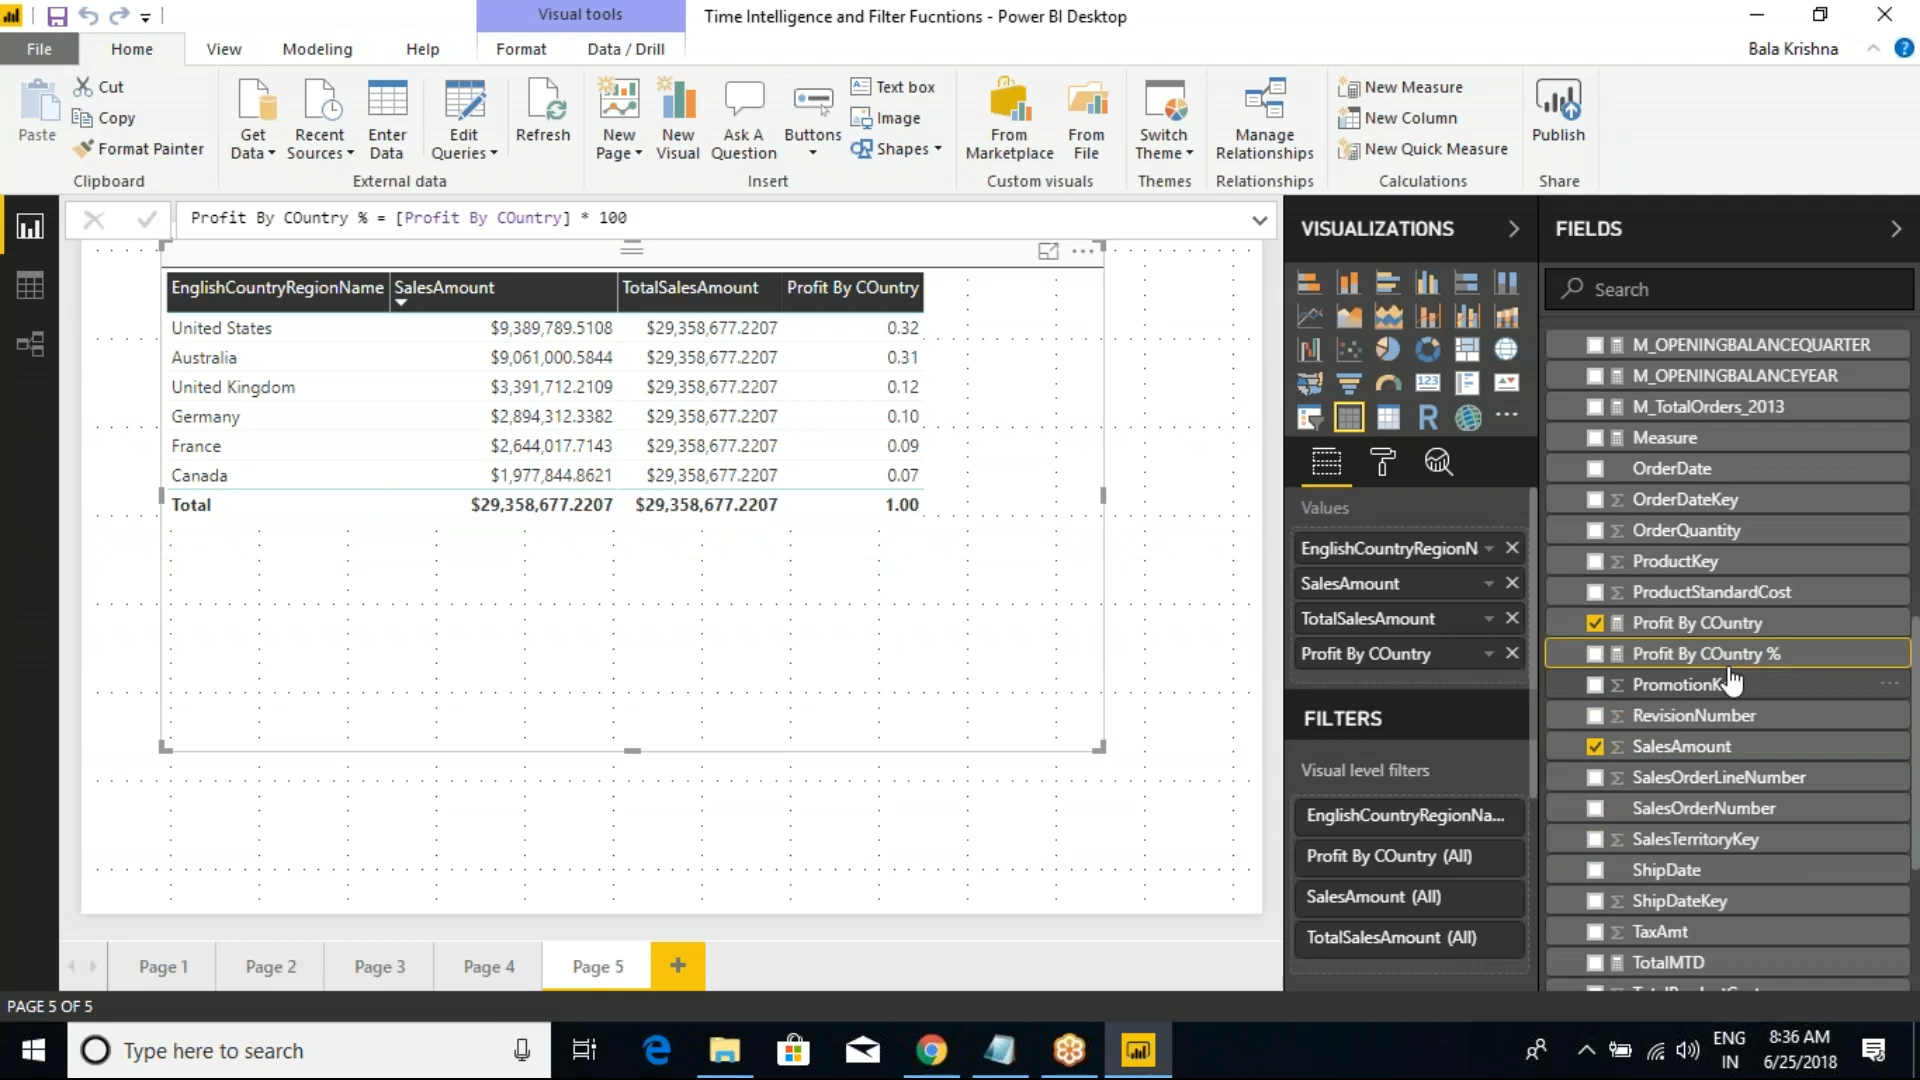 Visual tools
Time Intelligence and Filter Fucntions - Power BI Desktop
File
Home
View
Modeling
Help
Format
Data / Drill
Bala Krishna
Paste
Cut
Copy
Format Painter
Clipboard
Get Data
Recent Sources
Enter Data
Edit Queries
Refresh
External data
New Page
New Visual
Ask A Question
Buttons
Text box
Image
Shapes
Insert
From Marketplace
From File
Custom visuals
Switch Theme
Themes
Manage Relationships
Relationships
New Measure
New Column
New Quick Measure
Calculations
Publish
Share
Profit By COuntry % = [Profit By COuntry] * 100
EnglishCountryRegionName SalesAmount TotalSalesAmount Profit By COuntry
United States $9,389,789.5108 $29,358,677.2207 0.32
Australia $9,061,000.5844 $29,358,677.2207 0.31
United Kingdom $3,391,712.2109 $29,358,677.2207 0.12
Germany $2,894,312.3382 $29,358,677.2207 0.10
France $2,644,017.7143 $29,358,677.2207 0.09
Canada $1,977,844.8621 $29,358,677.2207 0.07
Total $29,358,677.2207 $29,358,677.2207 1.00
VISUALIZATIONS
R
123
Values
EnglishCountryRegionN
SalesAmount
TotalSalesAmount
Profit By COuntry
FILTERS
Visual level filters
EnglishCountryRegionNa...
Profit By COuntry (All)
SalesAmount (All)
TotalSalesAmount (All)
FIELDS
Search
M_OPENINGBALANCEQUARTER
M_OPENINGBALANCEYEAR
M_TotalOrders_2013
Measure
OrderDate
OrderDateKey
OrderQuantity
ProductKey
ProductStandardCost
Profit By COuntry
Profit By COuntry %
PromotionK
RevisionNumber
SalesAmount
SalesOrderLineNumber
SalesOrderNumber
SalesTerritoryKey
ShipDate
ShipDateKey
TaxAmt
TotalMTD
Page 1
Page 2
Page 3
Page 4
Page 5
PAGE 5 OF 5
Type here to search
ENG
IN
8:36 AM
6/25/2018